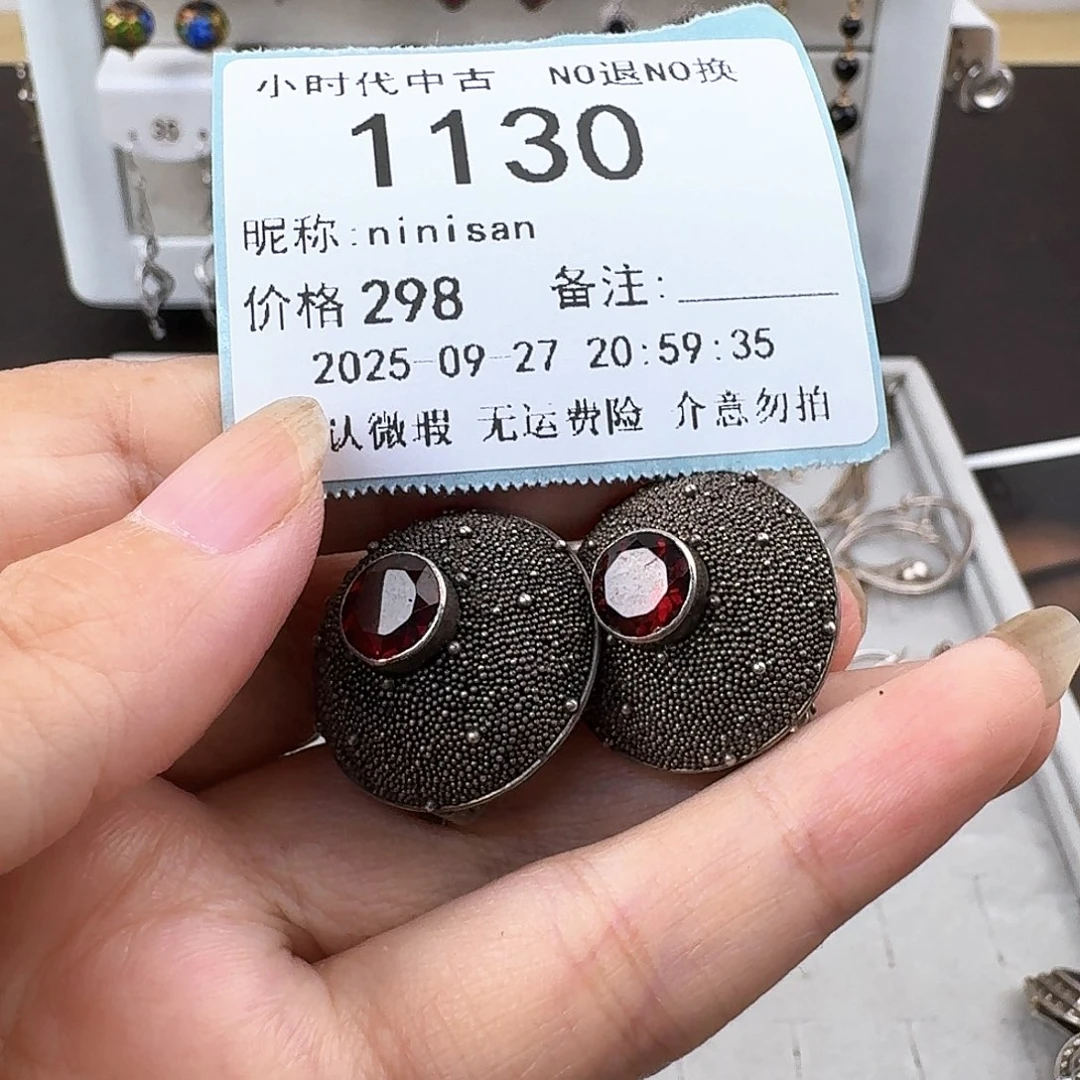 小时代中古 NO退NO换
1130
昵称:ninisan
价格 298 备注:
2025-09-27 20:59:35
认微瑕 无运费险 介意勿拍